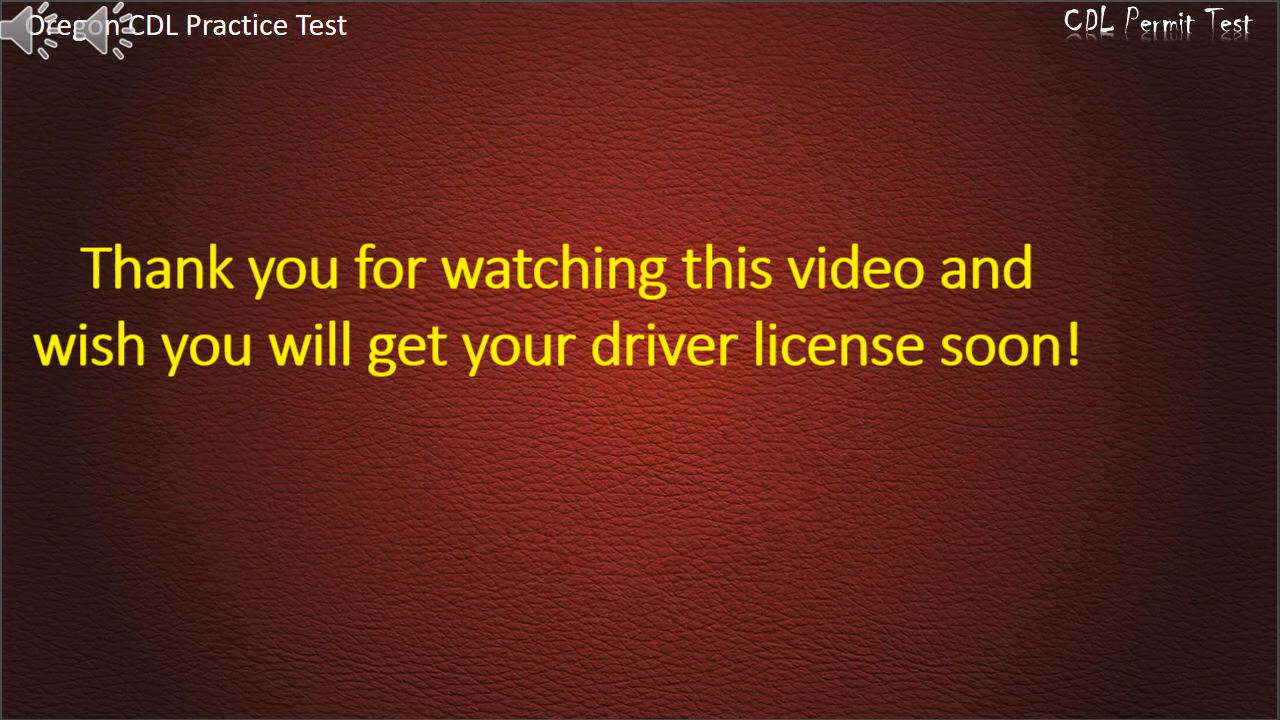 Oregon CDL Practice Test
CDL Permit Test
Thank you for watching this video and
wish you will get your driver license soon!